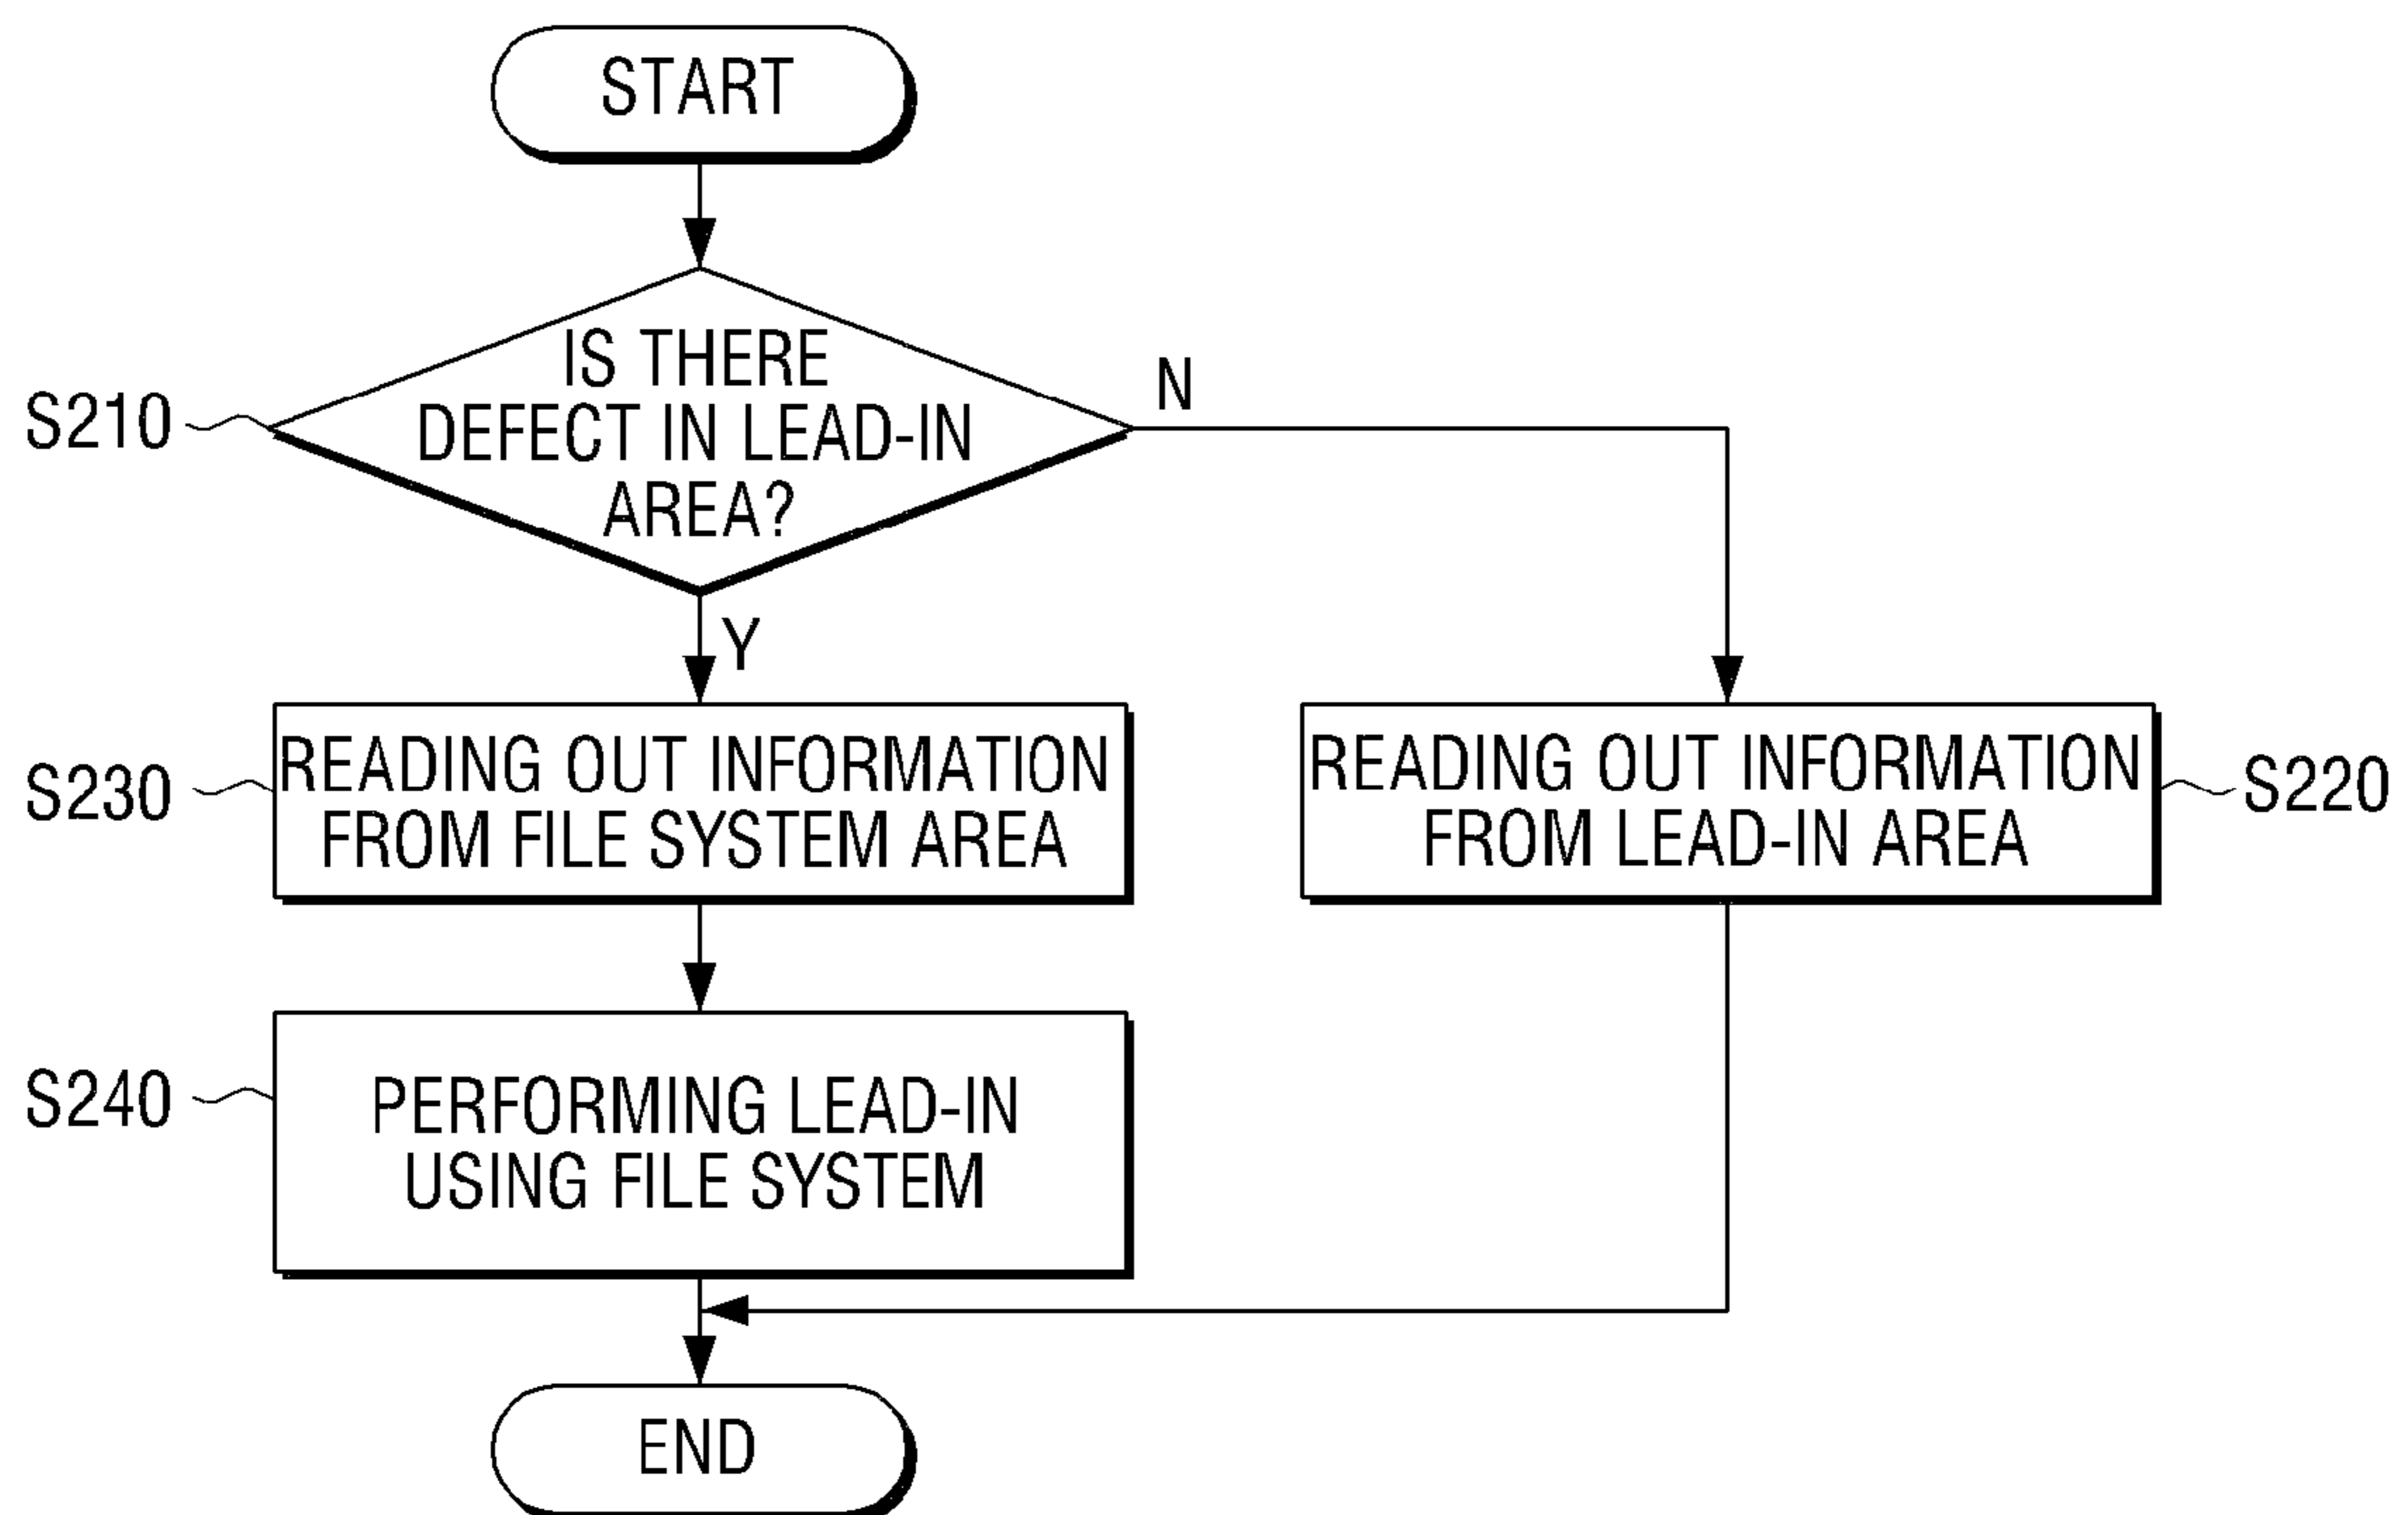 START
IS THERE
DEFECT IN LEAD-IN
AREA?
S210
N
Y
READING OUT INFORMATION
FROM FILE SYSTEM AREA
S230
READING OUT INFORMATION
FROM LEAD-IN AREA
S220
PERFORMING LEAD-IN
USING FILE SYSTEM
S240
END